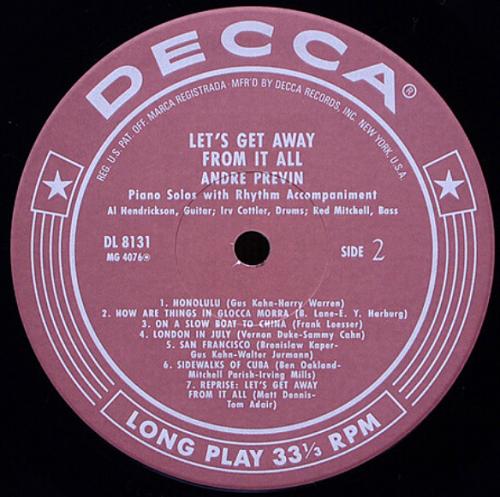 DECCA®
REG. U.S. PAT. OFF. MARCA REGISTRADA · MFR'D BY DECCA RECORDS, INC. NEW YORK, U.S.A.
LET'S GET AWAY
FROM IT ALL
ANDRE PREVIN
Piano Solos with Rhythm Accompaniment
Al Hendrickson, Guitar; Irv Cottler, Drums; Red Mitchell, Bass
DL 8131
MG 4076
SIDE 2
1. HONOLULU (Gus Kahn-Harry Warren)
2. HOW ARE THINGS IN GLOCCA MORRA (B. Lane-E. Y. Harburg)
3. ON A SLOW BOAT TO CHINA (Frank Loesser)
4. LONDON IN JULY (Vernon Duke-Sammy Cahn)
5. SAN FRANCISCO (Bronislaw Kaper-
Gus Kahn-Walter Jurmann)
6. SIDEWALKS OF CUBA (Ben Oakland-
Mitchell Parish-Irving Mills)
7. REPRISE: LET'S GET AWAY
FROM IT ALL (Matt Dennis-
Tom Adair)
LONG PLAY 33⅓ RPM